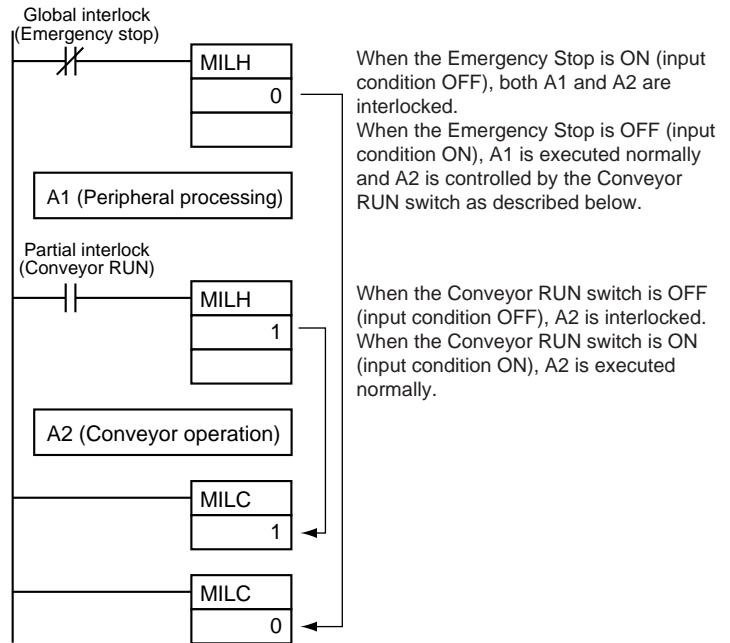 Global interlock
(Emergency stop)
MILH
0
When the Emergency Stop is ON (input
condition OFF), both A1 and A2 are
interlocked.
When the Emergency Stop is OFF (input
condition ON), A1 is executed normally
and A2 is controlled by the Conveyor
RUN switch as described below.
A1 (Peripheral processing)
Partial interlock
(Conveyor RUN)
MILH
1
When the Conveyor RUN switch is OFF
(input condition OFF), A2 is interlocked.
When the Conveyor RUN switch is ON
(input condition ON), A2 is executed
normally.
A2 (Conveyor operation)
MILC
1
MILC
0